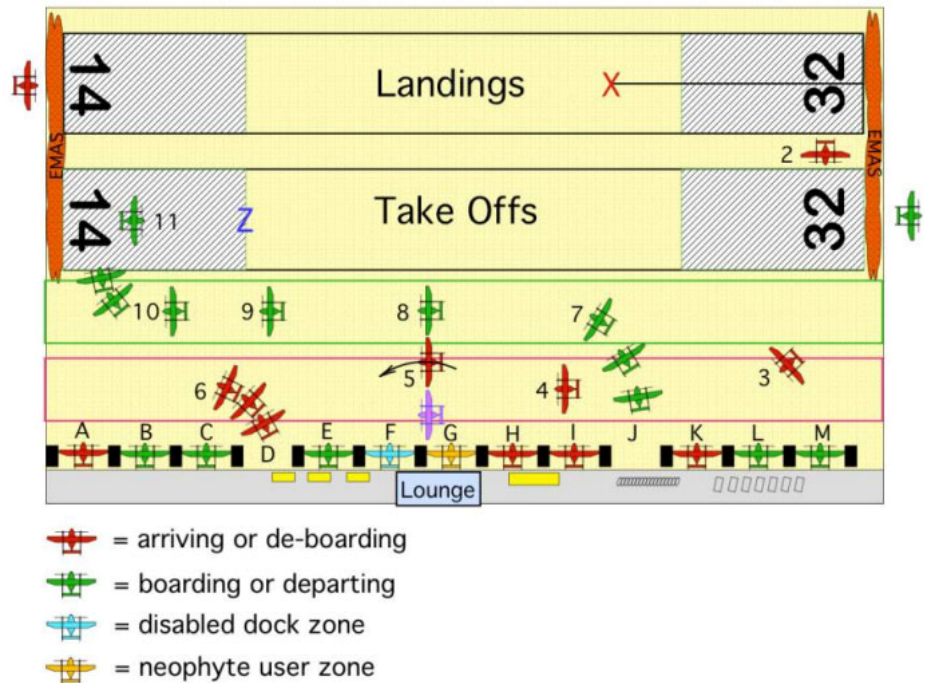 14
Landings
X
32
EMAS
EMAS
2
14
11
Z
Take Offs
32
10
9
8
7
6
5
4
3
A B C D E F G H I J K L M
Lounge
= arriving or de-boarding
= boarding or departing
= disabled dock zone
= neophyte user zone